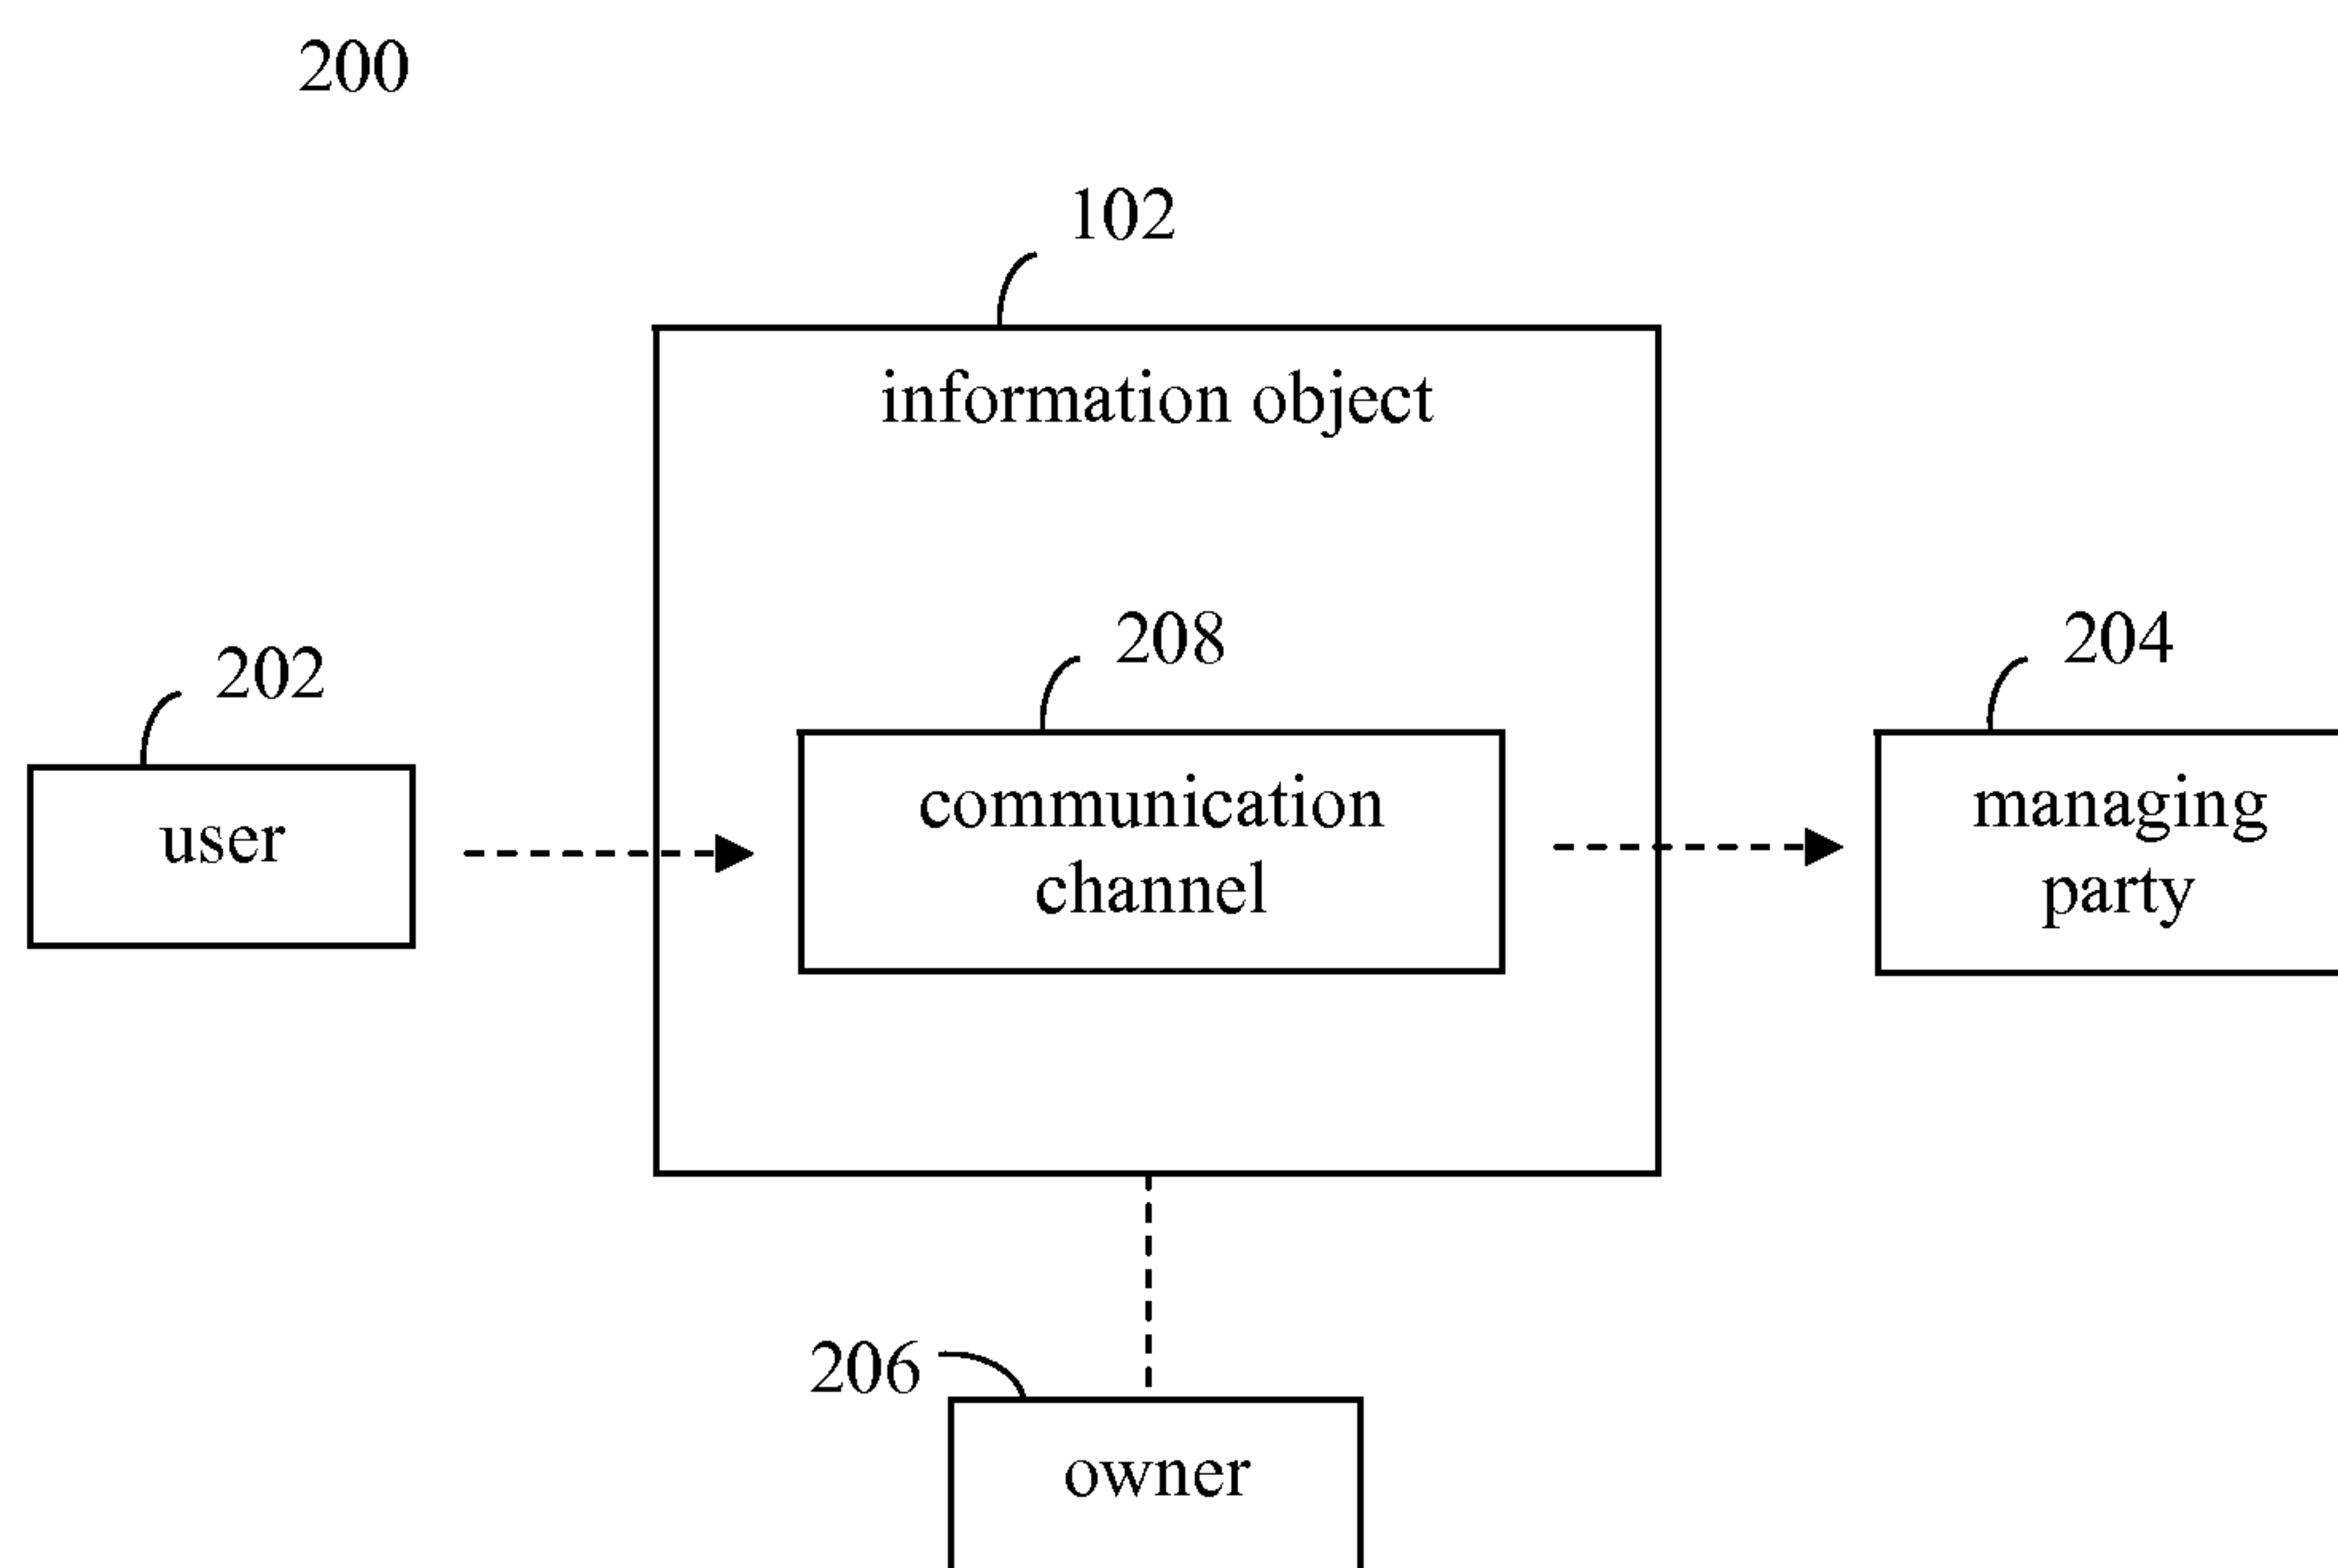 200
102
information object
208
204
202
communication
channel
managing
party
user
206
owner